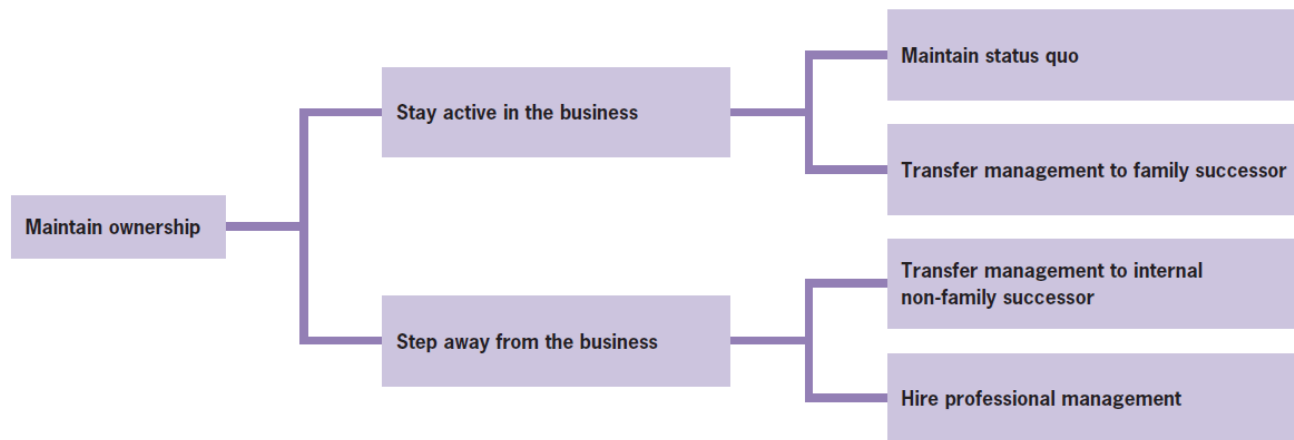 Maintain ownership
Stay active in the business
Maintain status quo
Transfer management to family successor
Step away from the business
Transfer management to internal
non-family successor
Hire professional management